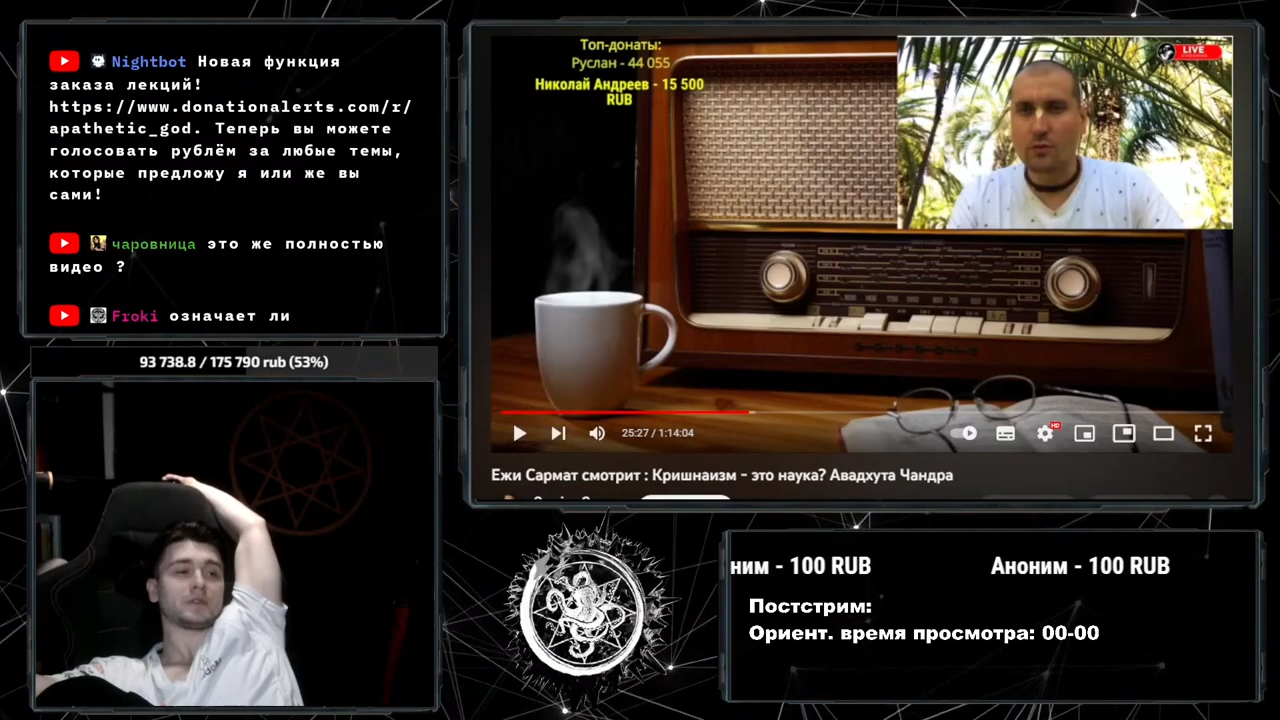 Nightbot Новая функция
заказа лекций!
https://www.donationalerts.com/r/
apathetic_god. Теперь вы можете
голосовать рублём за любые темы,
которые предложу я или же вы
сами!
чаровница это же полностью
видео ?
Froki означает ли
93 738.8 / 175 790 rub (53%)
Топ-донаты:
Руслан - 44 055
Николай Андреев - 15 500
RUB
LIVE
25:27 / 1:14:04
HD
Ежи Сармат смотрит : Кришнаизм - это наука? Авадхута Чандра
ним - 100 RUB
Аноним - 100 RUB
Постстрим:
Ориент. время просмотра: 00-00